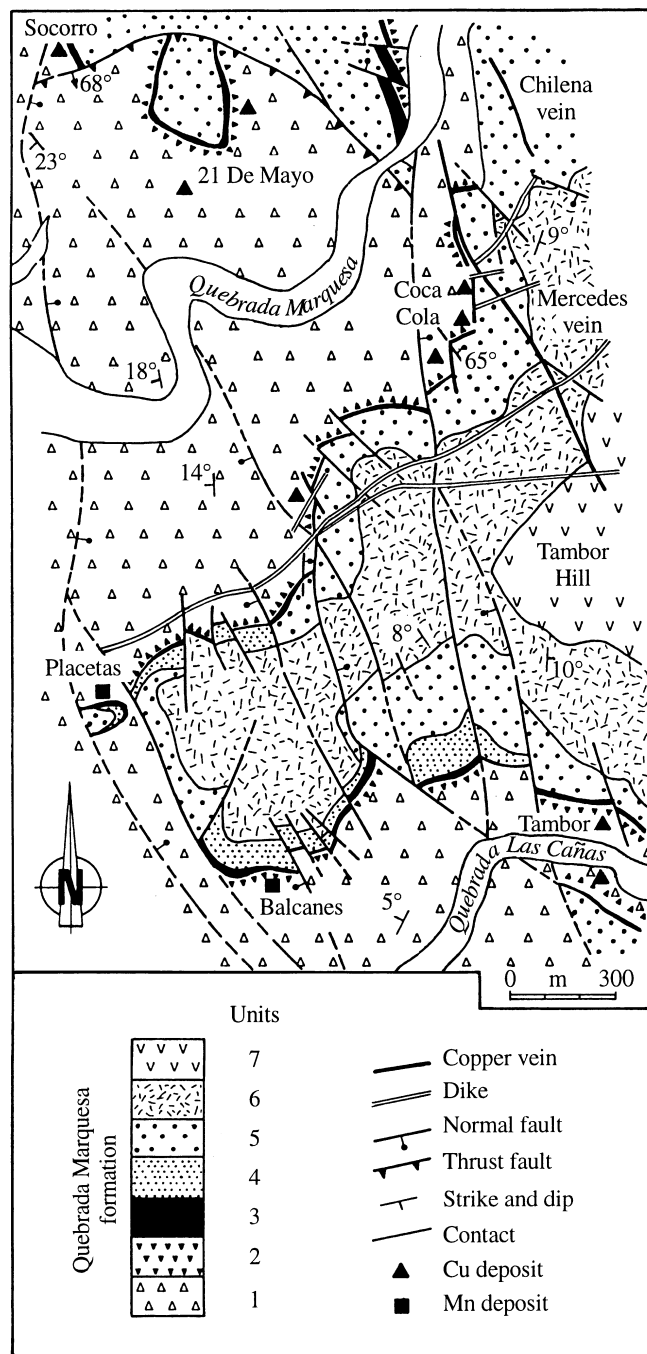 Socorro
68°
Chilena
vein
23°
21 De Mayo
9°
Quebrada Marquesa
Coca
Cola
Mercedes
vein
65°
18°
14°
Tambor
Hill
8°
10°
Placetas
Tambor
Quebrada Las Cañas
N
Balcanes
5°
0 m 300
Units
Quebrada Marquesa
formation
7
6
5
4
3
2
1
Copper vein
Dike
Normal fault
Thrust fault
Strike and dip
Contact
Cu deposit
Mn deposit